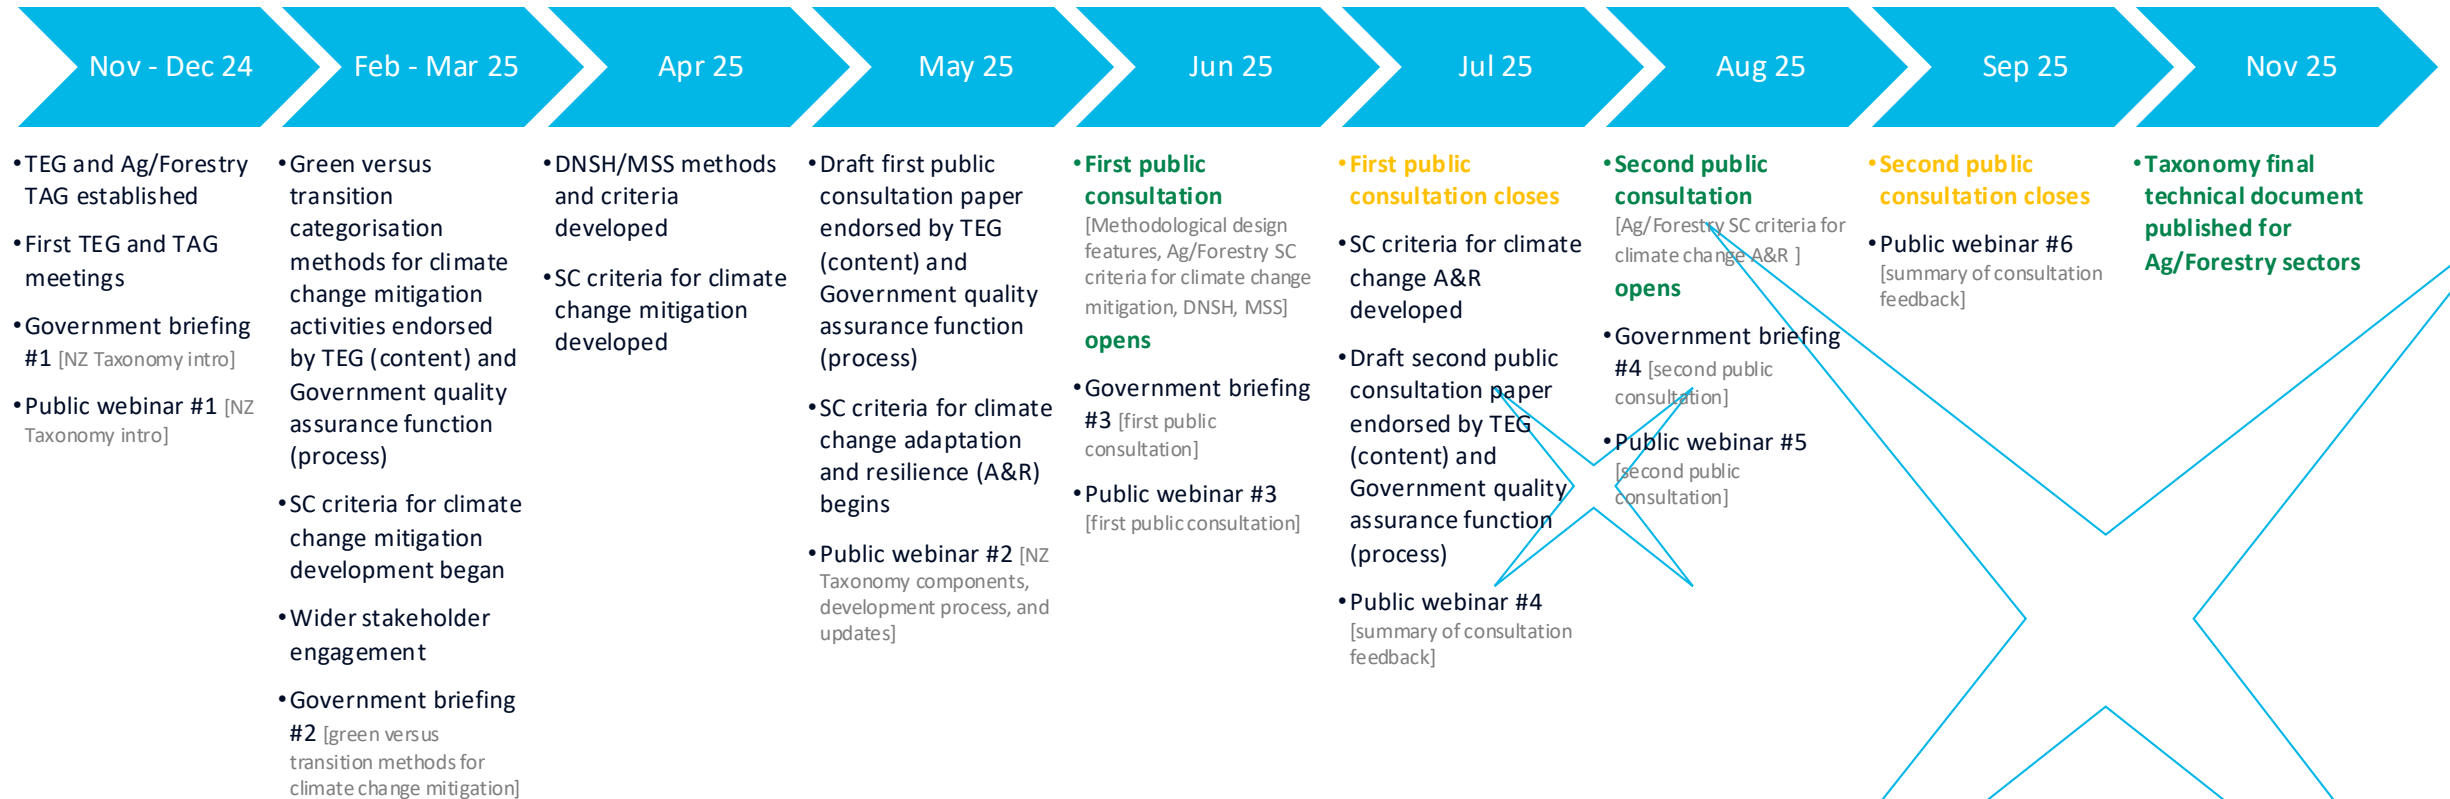 Nov - Dec 24
Feb - Mar 25
Apr 25
May 25
Jun 25
Jul 25
Aug 25
Sep 25
Nov 25
•TEG and Ag/Forestry
TAG established
•First TEG and TAG
meetings
•Government briefing
#1 [NZ Taxonomy intro]
•Public webinar #1 [NZ
Taxonomy intro]
•Green versus
transition
categorisation
methods for climate
change mitigation
activities endorsed
by TEG (content) and
Government quality
assurance function
(process)
•SC criteria for climate
change mitigation
development began
•Wider stakeholder
engagement
•Government briefing
#2 [green versus
transition methods for
climate change mitigation]
•DNSH/MSS methods
and criteria
developed
•SC criteria for climate
change mitigation
developed
•Draft first public
consultation paper
endorsed by TEG
(content) and
Government quality
assurance function
(process)
•SC criteria for climate
change adaptation
and resilience (A&R)
begins
•Public webinar #2 [NZ
Taxonomy components,
development process, and
updates]
•First public
consultation
[Methodological design
features, Ag/Forestry SC
criteria for climate change
mitigation, DNSH, MSS]
opens
•Government briefing
#3 [first public
consultation]
•Public webinar #3
[first public consultation]
•First public
consultation closes
•SC criteria for climate
change A&R
developed
•Draft second public
consultation paper
endorsed by TEG
(content) and
Government quality
assurance function
(process)
•Public webinar #4
[summary of consultation
feedback]
•Second public
consultation
[Ag/Forestry SC criteria for
climate change A&R ]
opens
•Government briefing
#4 [second public
consultation]
•Public webinar #5
[second public
consultation]
•Second public
consultation closes
•Public webinar #6
[summary of consultation
feedback]
•Taxonomy final
technical document
published for
Ag/Forestry sectors